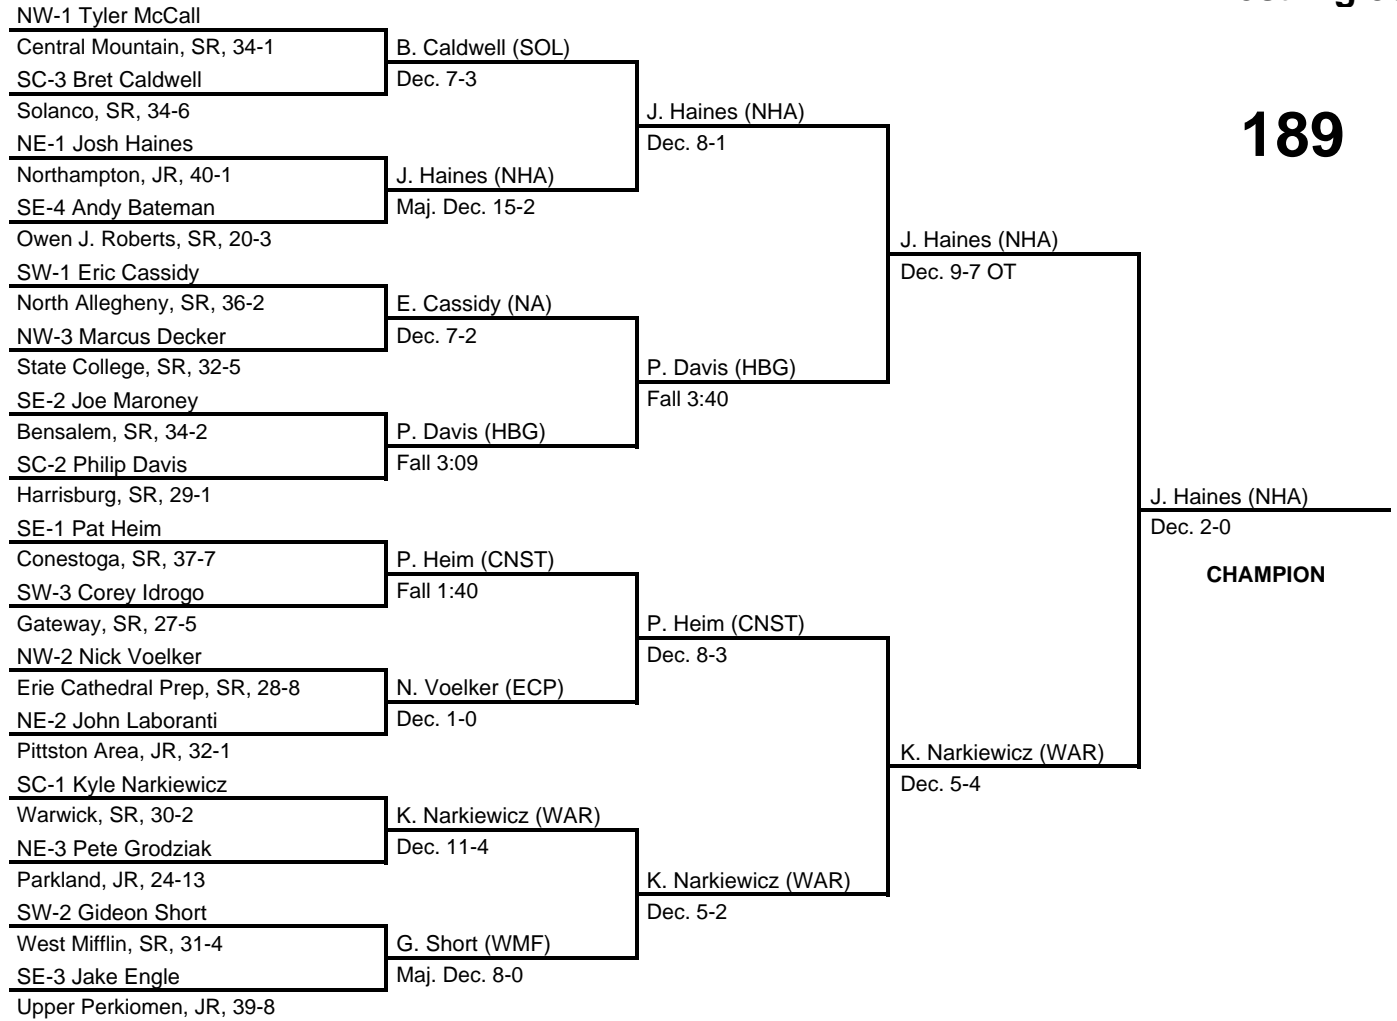 NW-1 Tyler McCall
Central Mountain, SR, 34-1
SC-3 Bret Caldwell
Solanco, SR, 34-6
NE-1 Josh Haines
Northampton, JR, 40-1
SE-4 Andy Bateman
Owen J. Roberts, SR, 20-3
SW-1 Eric Cassidy
North Allegheny, SR, 36-2
NW-3 Marcus Decker
State College, SR, 32-5
SE-2 Joe Maroney
Bensalem, SR, 34-2
SC-2 Philip Davis
Harrisburg, SR, 29-1
SE-1 Pat Heim
Conestoga, SR, 37-7
SW-3 Corey Idrogo
Gateway, SR, 27-5
NW-2 Nick Voelker
Erie Cathedral Prep, SR, 28-8
NE-2 John Laboranti
Pittston Area, JR, 32-1
SC-1 Kyle Narkiewicz
Warwick, SR, 30-2
NE-3 Pete Grodziak
Parkland, JR, 24-13
SW-2 Gideon Short
West Mifflin, SR, 31-4
SE-3 Jake Engle
Upper Perkiomen, JR, 39-8
B. Caldwell (SOL)
Dec. 7-3
J. Haines (NHA)
Maj. Dec. 15-2
E. Cassidy (NA)
Dec. 7-2
P. Davis (HBG)
Fall 3:09
P. Heim (CNST)
Fall 1:40
N. Voelker (ECP)
Dec. 1-0
K. Narkiewicz (WAR)
Dec. 11-4
G. Short (WMF)
Maj. Dec. 8-0
J. Haines (NHA)
Dec. 8-1
P. Davis (HBG)
Fall 3:40
P. Heim (CNST)
Dec. 8-3
K. Narkiewicz (WAR)
Dec. 5-2
J. Haines (NHA)
Dec. 9-7 OT
K. Narkiewicz (WAR)
Dec. 5-4
189
J. Haines (NHA)
Dec. 2-0
CHAMPION